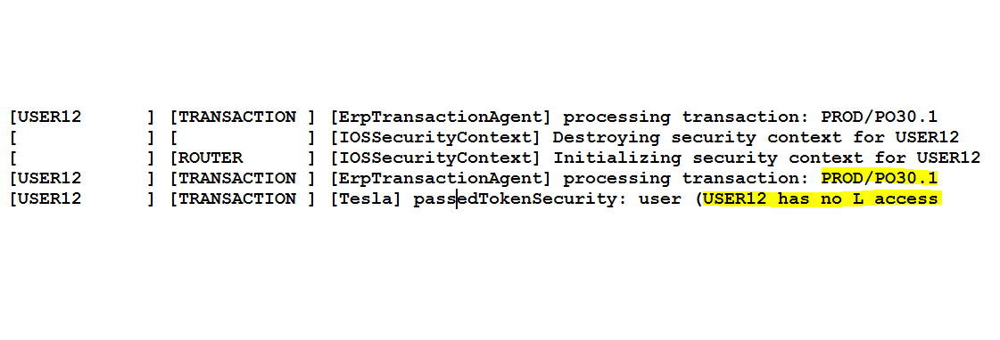 [USER12      ] [TRANSACTION ] [ErpTransactionAgent] processing transaction: PROD/PO30.1
[            ] [            ] [IOSSecurityContext] Destroying security context for USER12
[            ] [ROUTER      ] [IOSSecurityContext] Initializing security context for USER12
[USER12      ] [TRANSACTION ] [ErpTransactionAgent] processing transaction: PROD/PO30.1
[USER12      ] [TRANSACTION ] [Tesla] passedTokenSecurity: user (USER12 has no L access